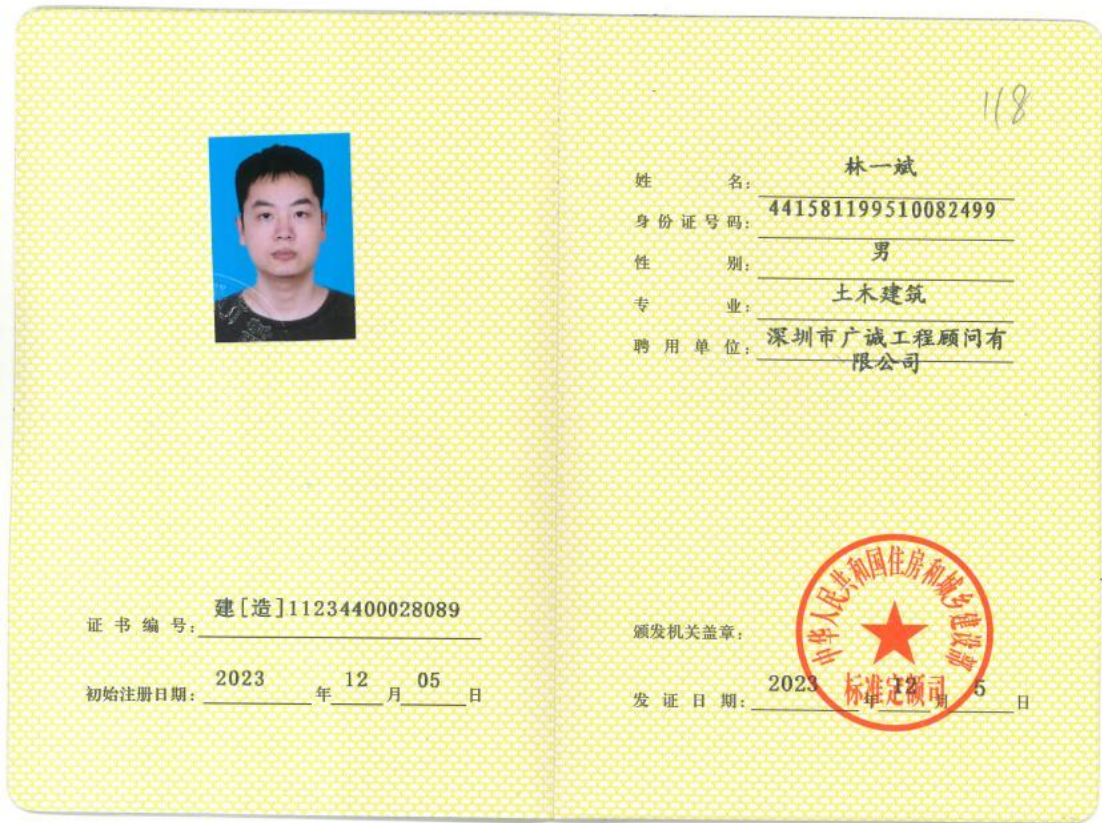 证书编号: 建[造]11234400028089
初始注册日期: 2023 年 12 月 05 日
118
姓名: 林一斌
身份证号码: 441581199510082499
性别: 男
专业: 土木建筑
聘用单位: 深圳市广诚工程顾问有
限公司
颁发机关盖章:
中华人民共和国住房和城乡建设部
标准定额司
发证日期: 2023 年 12 月 5 日